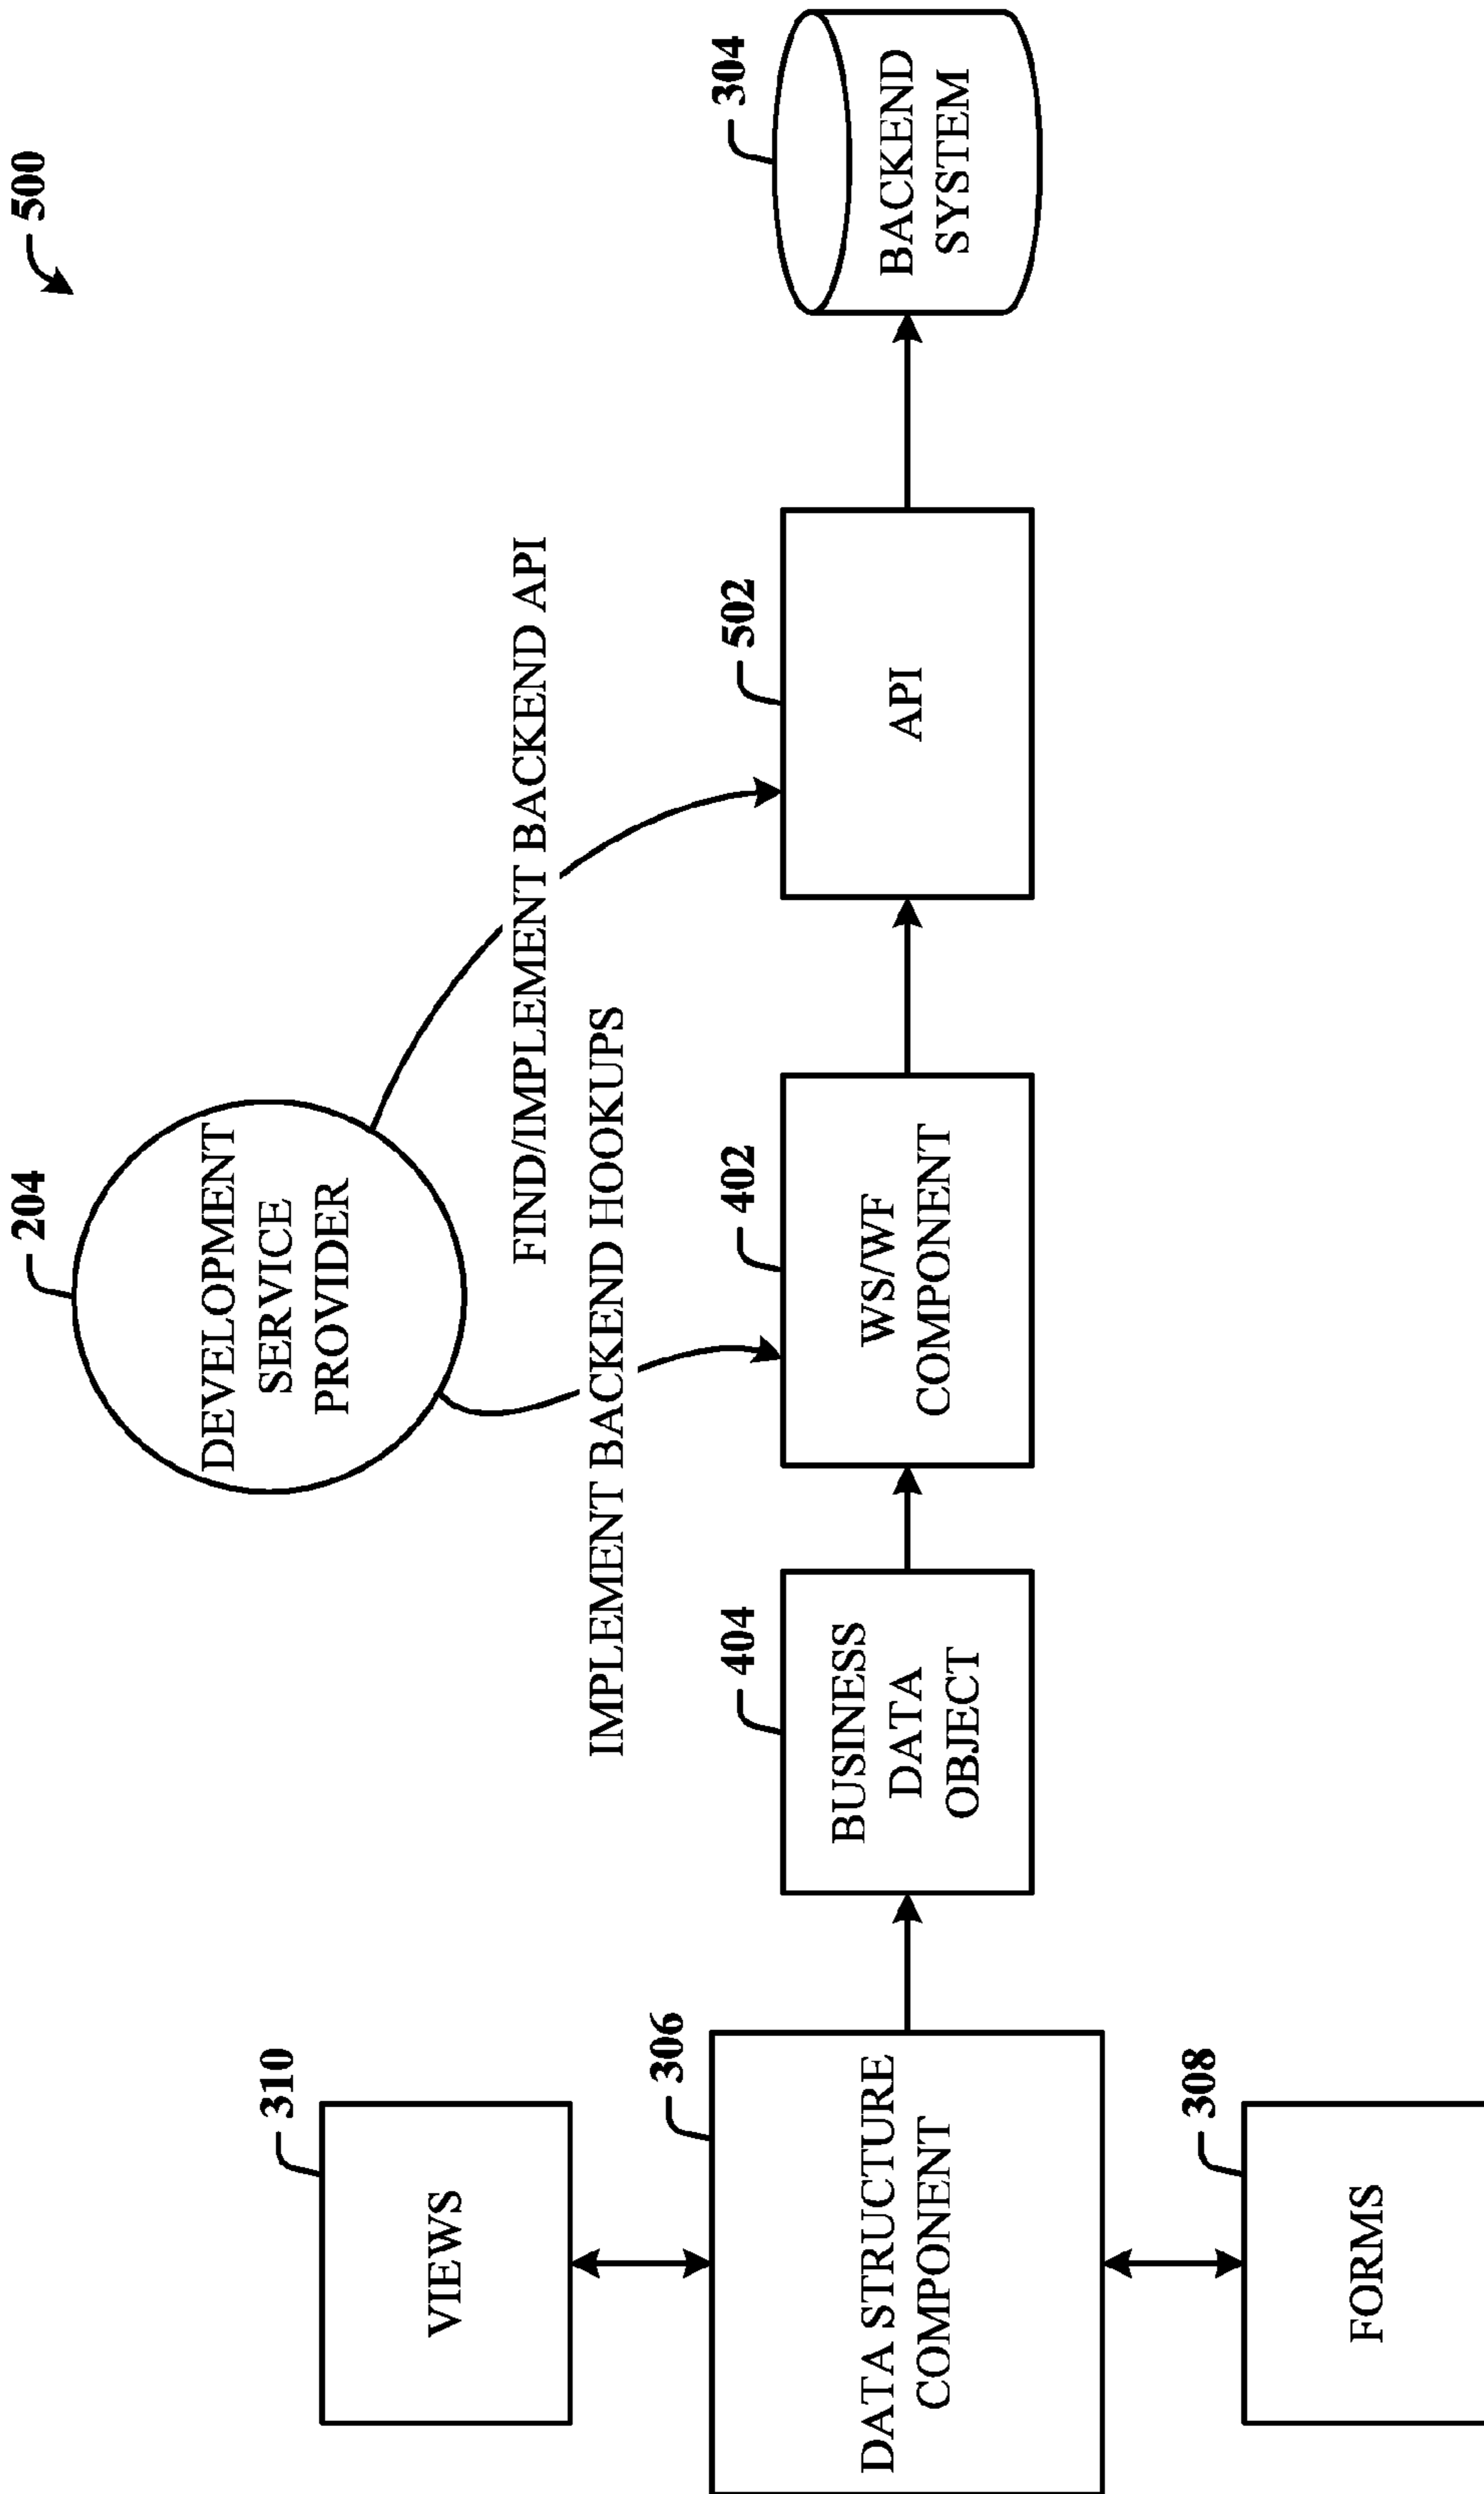 500
204
DEVELOPMENT
SERVICE
PROVIDER
310
VIEWS
FIND/IMPLEMENT BACKEND API
IMPLEMENT BACKEND HOOKUPS
306
404
402
502
304
DATA STRUCTURE
COMPONENT
BUSINESS
DATA
OBJECT
WS/WF
COMPONENT
API
BACKEND
SYSTEM
308
FORMS